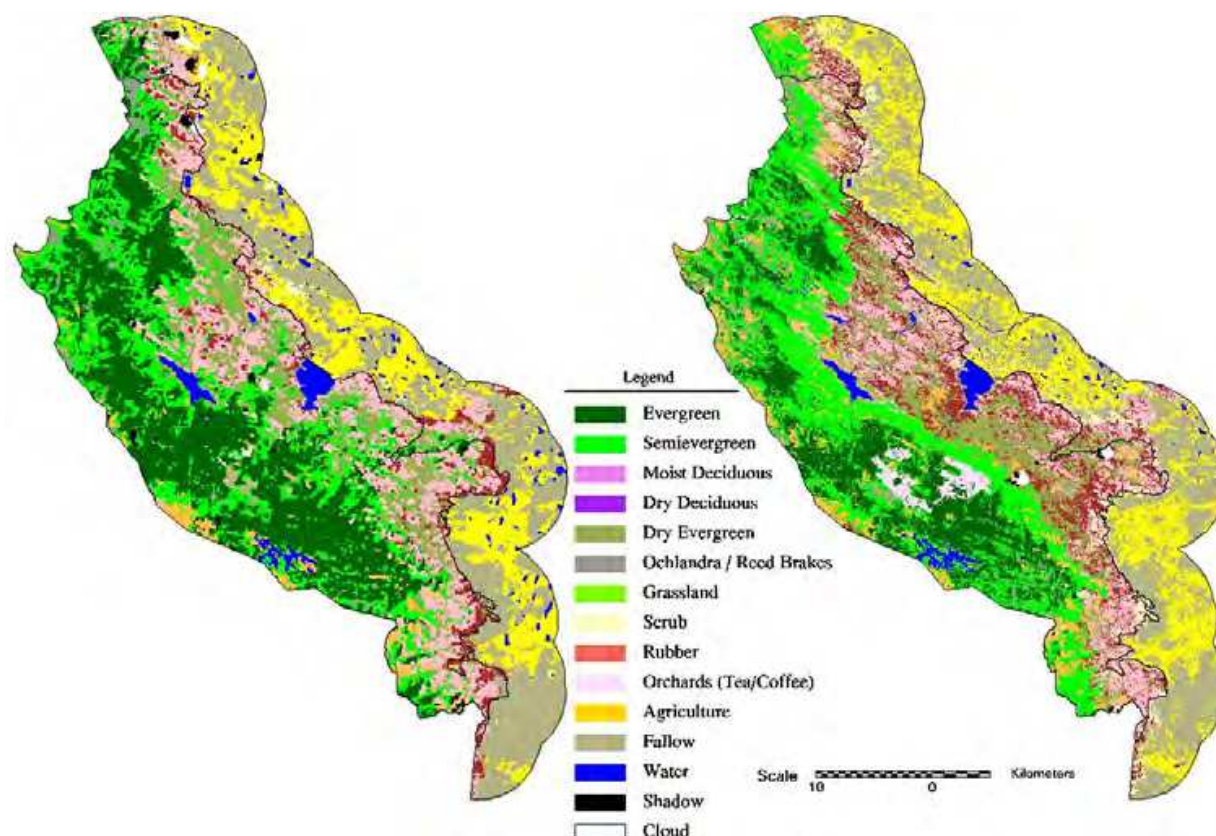 Legend
Evergreen
Semievergreen
Moist Deciduous
Dry Deciduous
Dry Evergreen
Ochlandra / Reed Brakes
Grassland
Scrub
Rubber
Orchards (Tea/Coffee)
Agriculture
Fallow
Water
Shadow
Cloud
Scale
Kilometers
10 0